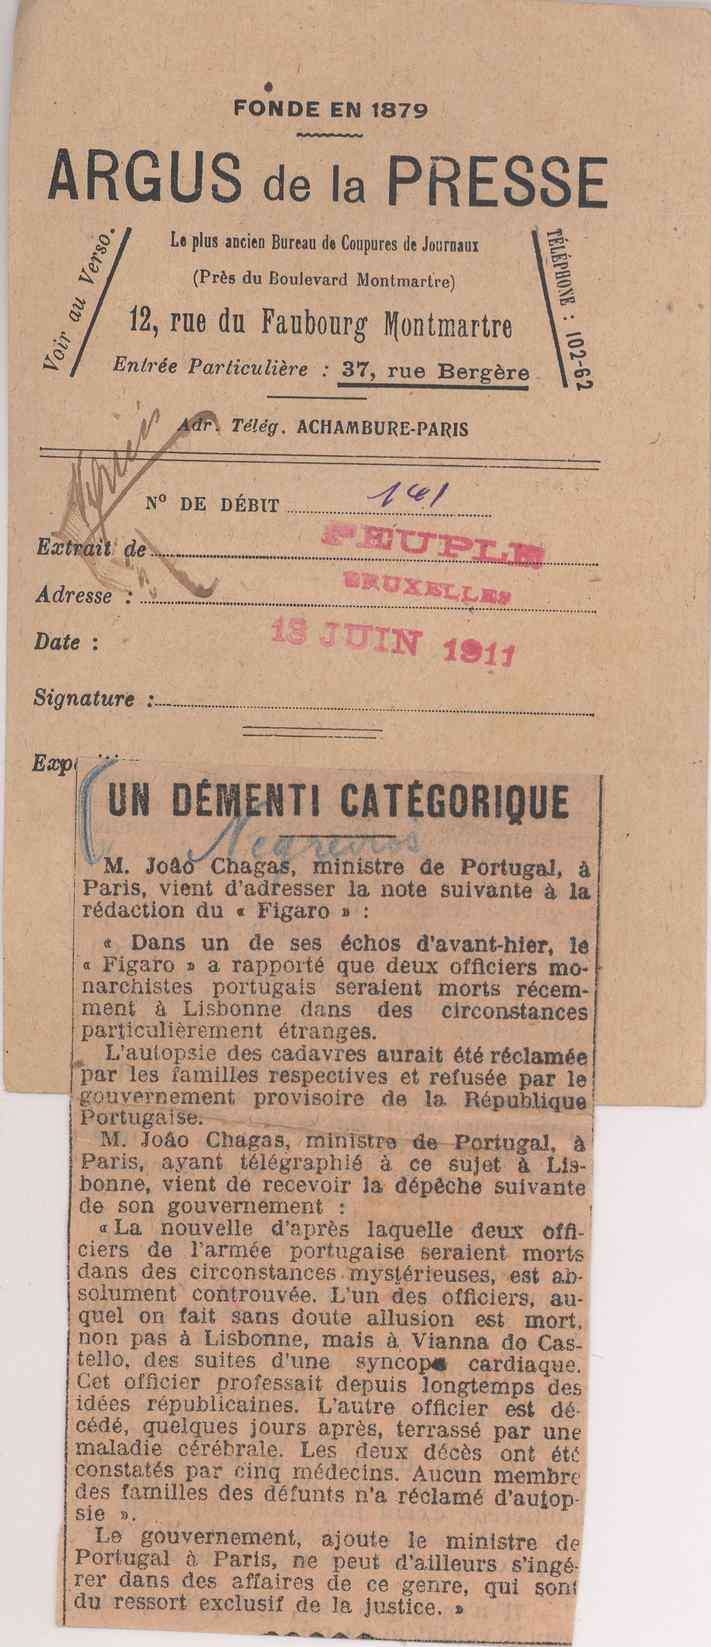 FONDE EN 1879
ARGUS de la PRESSE
Voir au Verso.
Le plus ancien Bureau de Coupures de Journaux
(Près du Boulevard Montmartre)
12, rue du Faubourg Montmartre
Entrée Particulière : 37, rue Bergère
TÉLÉPHONE : 102-62
Adr. Télég. ACHAMBURE-PARIS
Nº DE DÉBIT 141
Extrait de PEUPLE
Adresse : BRUXELLES
Date : 13 JUIN 1911
Signature :
UN DÉMENTI CATÉGORIQUE
M. João Chagas, ministre de Portugal, à
Paris, vient d'adresser la note suivante à la
rédaction du « Figaro » :
« Dans un de ses échos d'avant-hier, le
« Figaro » a rapporté que deux officiers mo-
narchistes portugais seraient morts récem-
ment à Lisbonne dans des circonstances
particulièrement étranges.
L'autopsie des cadavres aurait été réclamée
par les familles respectives et refusée par le
gouvernement provisoire de la République
Portugaise.
M. João Chagas, ministre de Portugal, à
Paris, ayant télégraphié à ce sujet à Lis-
bonne, vient de recevoir la dépêche suivante
de son gouvernement :
« La nouvelle d'après laquelle deux offi-
ciers de l'armée portugaise seraient morts
dans des circonstances mystérieuses, est ab-
solument controuvée. L'un des officiers, au-
quel on fait sans doute allusion est mort,
non pas à Lisbonne, mais à Vianna do Cas-
tello, des suites d'une syncope cardiaque.
Cet officier professait depuis longtemps des
idées républicaines. L'autre officier est dé-
cédé, quelques jours après, terrassé par une
maladie cérébrale. Les deux décès ont été
constatés par cinq médecins. Aucun membre
des familles des défunts n'a réclamé d'autop-
sie ».
Le gouvernement, ajoute le ministre de
Portugal à Paris, ne peut d'ailleurs s'ingé-
rer dans des affaires de ce genre, qui sont
du ressort exclusif de la justice. »